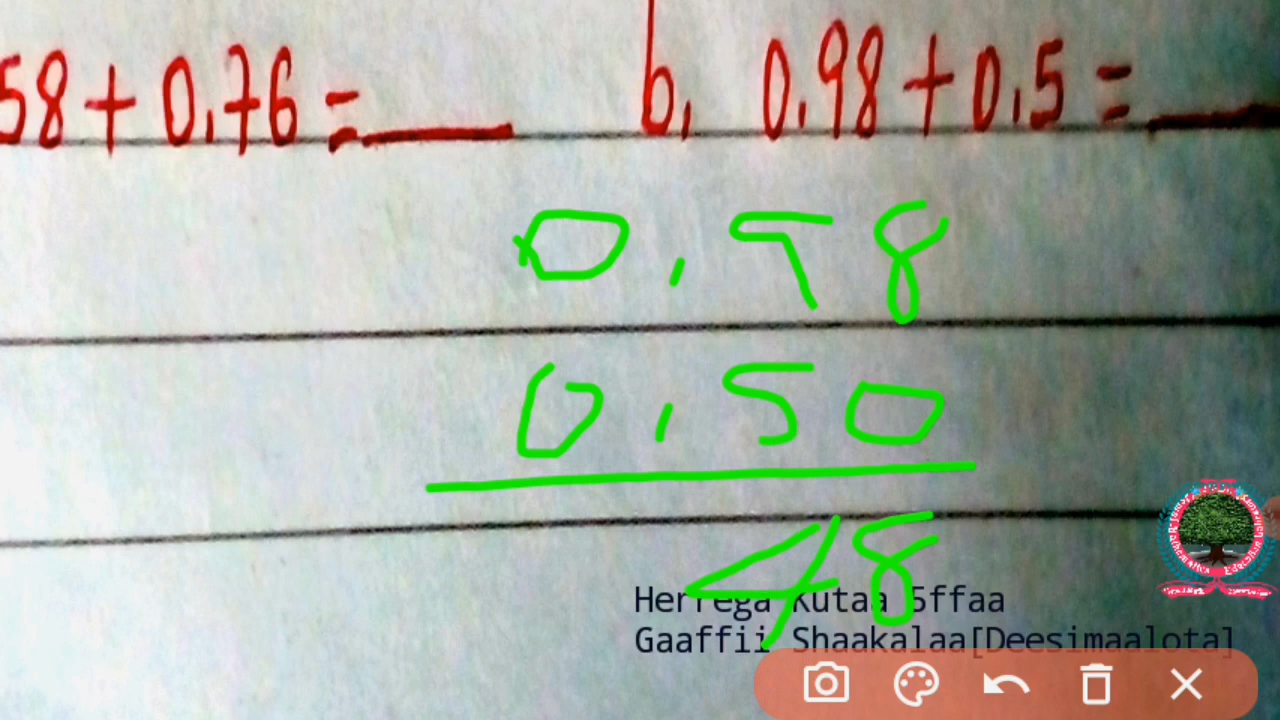 58 + 0.76 = ___ b, 0.98 + 0.5 = ___
0.98
0.50
48
Herrega Kutaa 5ffaa
Gaaffii Shaakalaa[Deesimaalota]